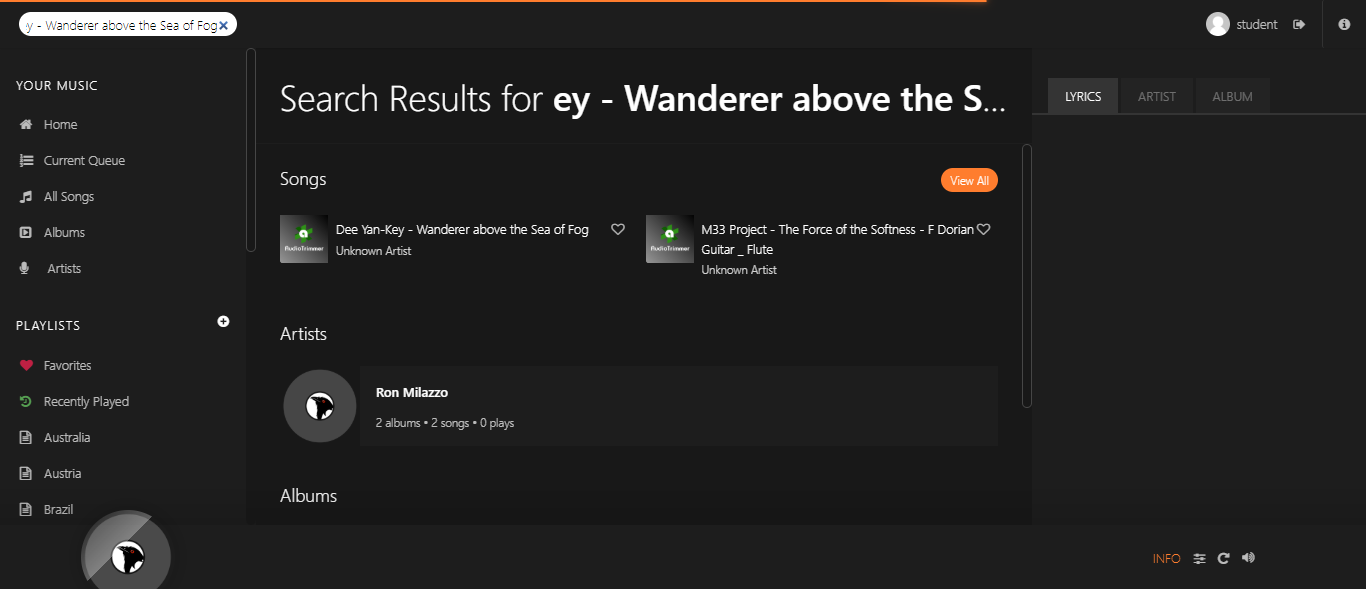 ey - Wanderer above the Sea of Fog
student
YOUR MUSIC
Home
Current Queue
All Songs
Albums
Artists
PLAYLISTS
Favorites
Recently Played
Australia
Austria
Brazil
Search Results for ey - Wanderer above the S...
Songs
View All
AudioTrimmer
Dee Yan-Key - Wanderer above the Sea of Fog
Unknown Artist
AudioTrimmer
M33 Project - The Force of the Softness - F Dorian
Guitar _ Flute
Unknown Artist
Artists
Ron Milazzo
2 albums • 2 songs • 0 plays
Albums
LYRICS
ARTIST
ALBUM
INFO